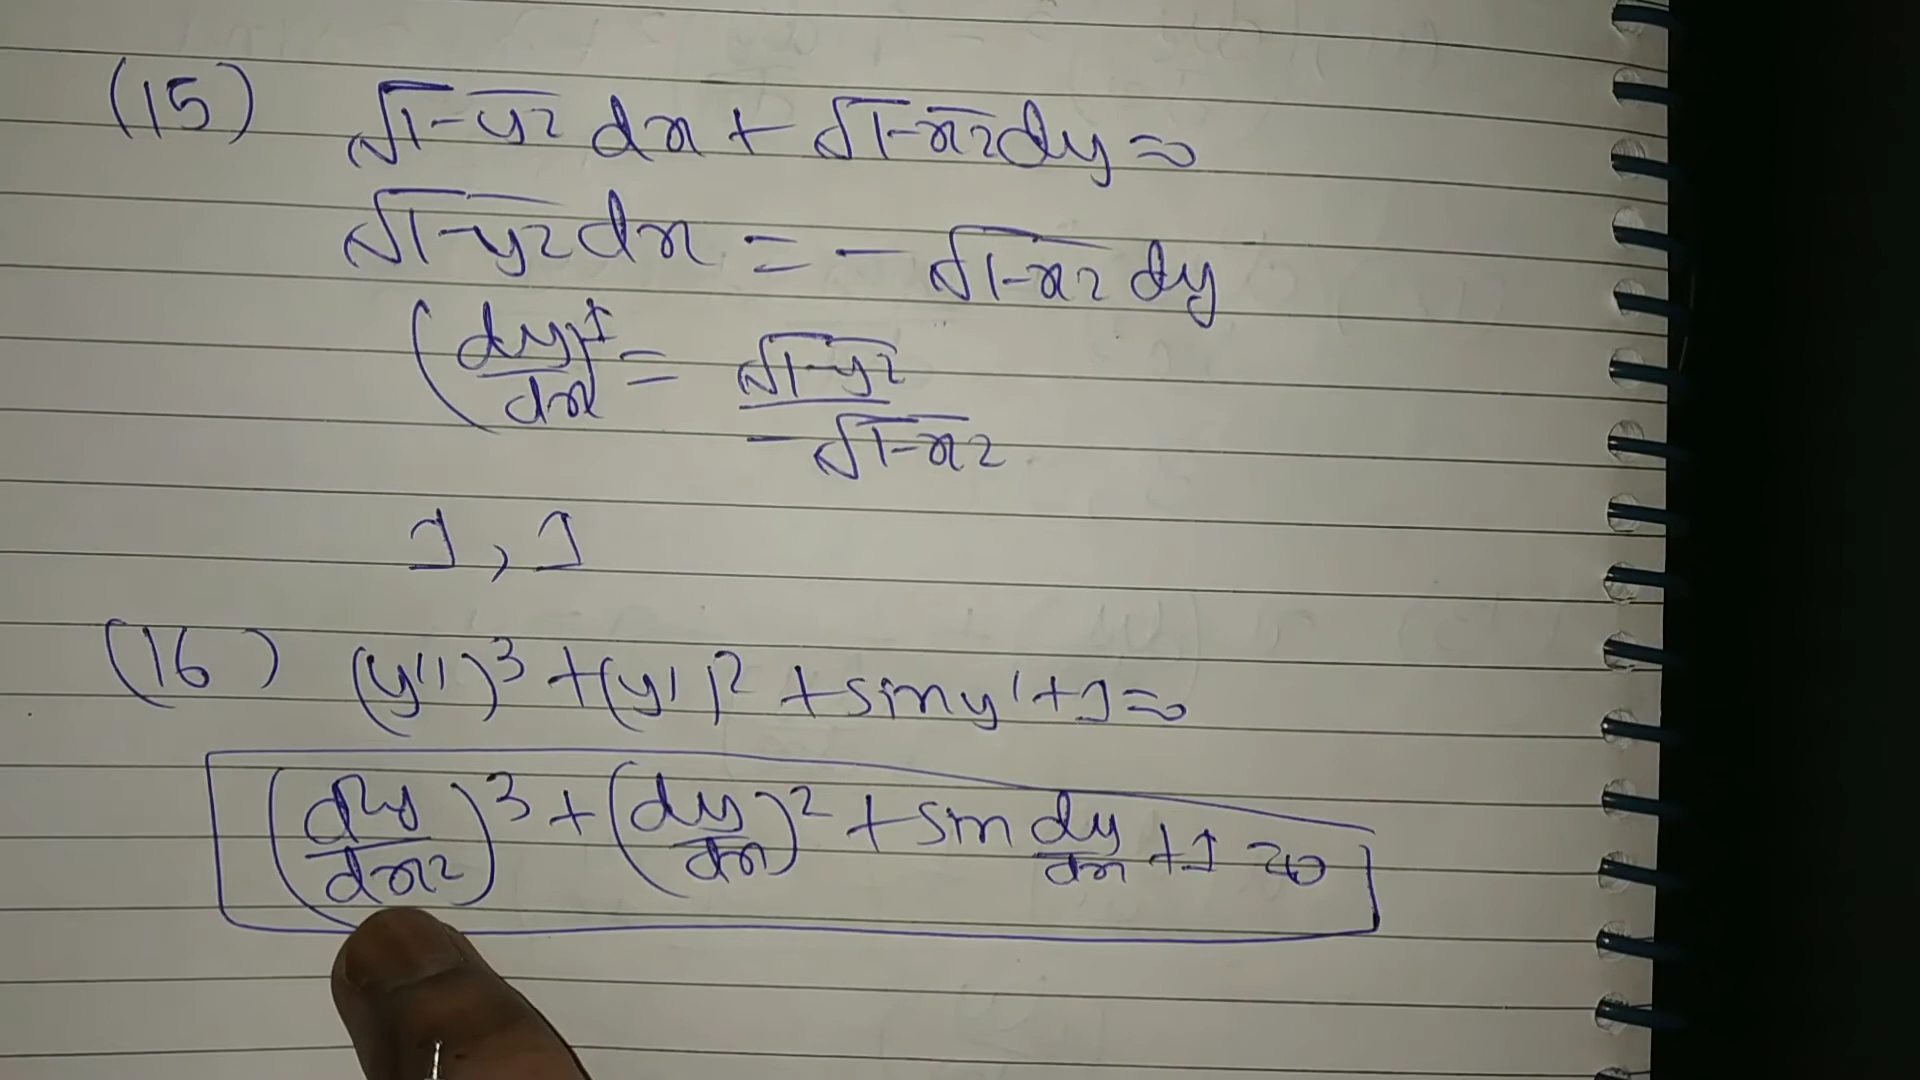 (15) √1-y2 dx + √1-x2 dy = 0
√1-y2 dx = - √1-x2 dy
(dy/dx)1 = √1-y2 / -√1-x2
1, 1
(16) (y'')3 + (y')2 + sin y' + 1 = 0
(d2y/dx2)3 + (dy/dx)2 + sin dy/dx + 1 = 0